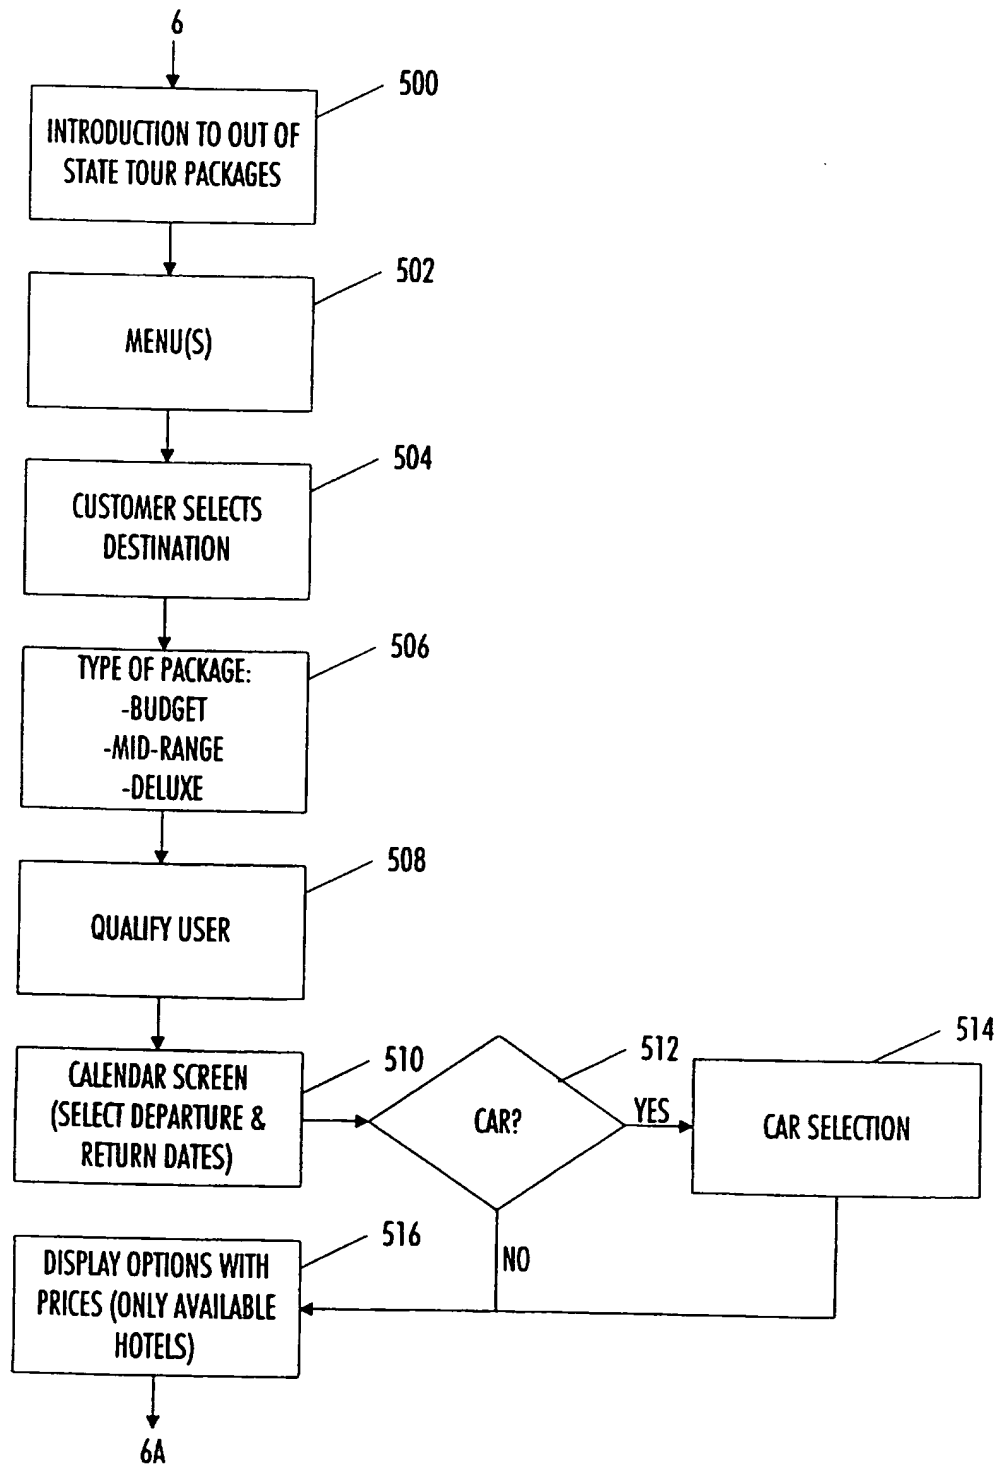 6
500
INTRODUCTION TO OUT OF
STATE TOUR PACKAGES
502
MENU(S)
504
CUSTOMER SELECTS
DESTINATION
506
TYPE OF PACKAGE:
-BUDGET
-MID-RANGE
-DELUXE
508
QUALIFY USER
510
CALENDAR SCREEN
(SELECT DEPARTURE &
RETURN DATES)
512
CAR?
YES
514
CAR SELECTION
NO
516
DISPLAY OPTIONS WITH
PRICES (ONLY AVAILABLE
HOTELS)
6A